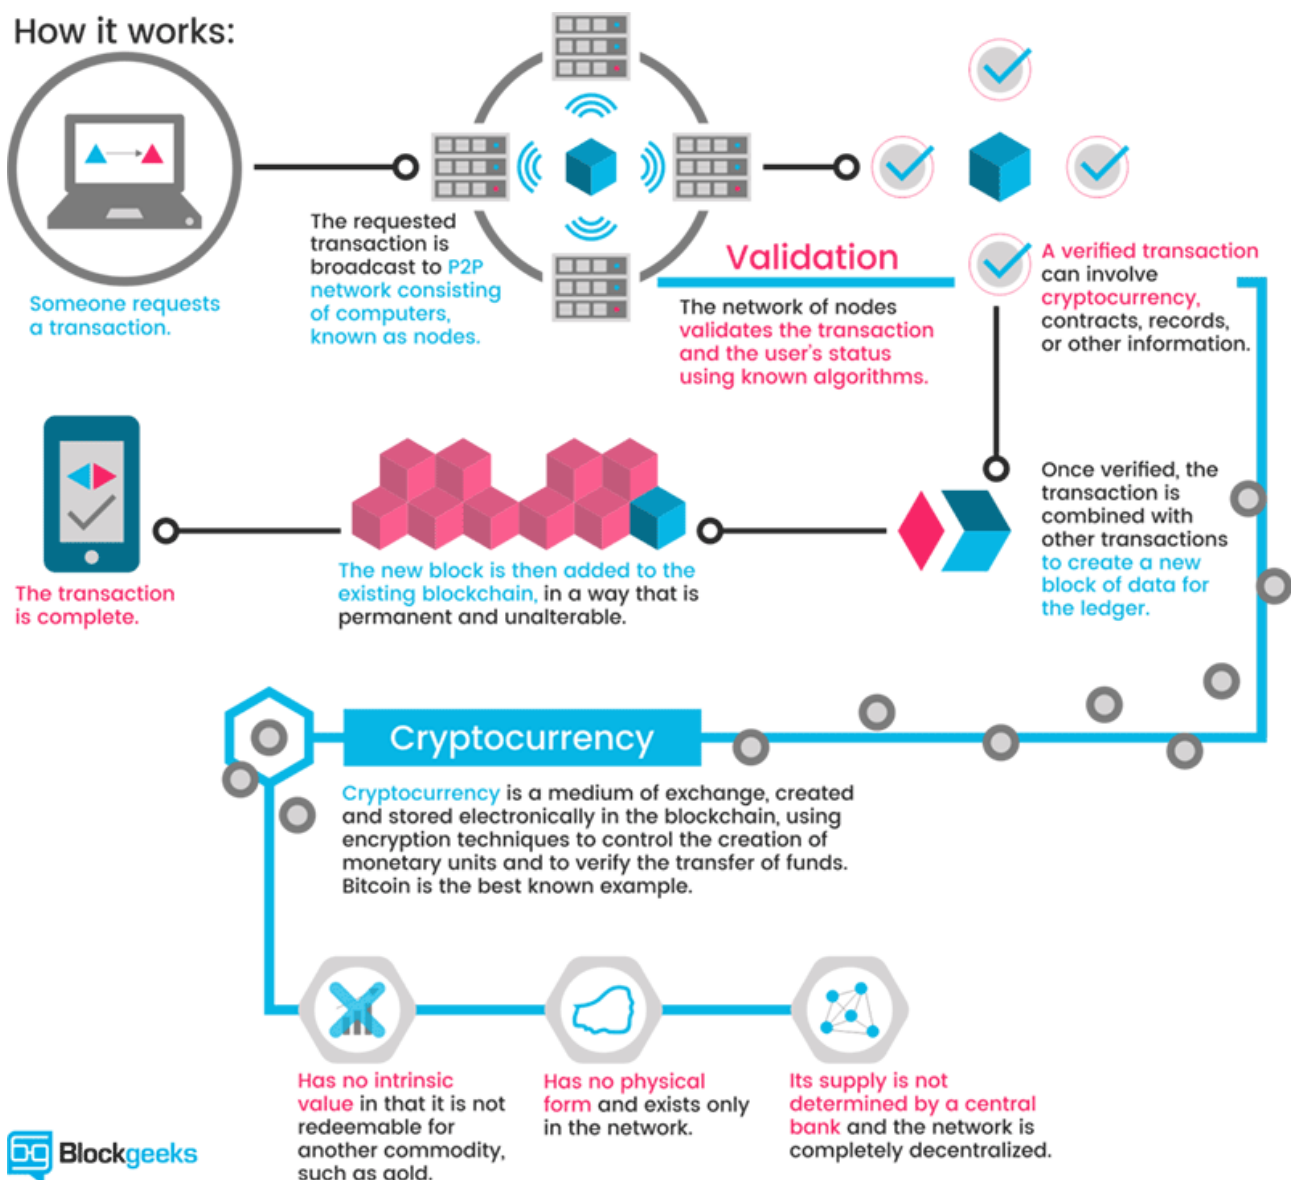 How it works:
Someone requests
a transaction.
The requested
transaction is
broadcast to P2P
network consisting
of computers,
known as nodes.
Validation
The network of nodes
validates the transaction
and the user's status
using known algorithms.
A verified transaction
can involve
cryptocurrency,
contracts, records,
or other information.
Once verified, the
transaction is
combined with
other transactions
to create a new
block of data for
the ledger.
The new block is then added to the
existing blockchain, in a way that is
permanent and unalterable.
The transaction
is complete.
Cryptocurrency
Cryptocurrency is a medium of exchange, created
and stored electronically in the blockchain, using
encryption techniques to control the creation of
monetary units and to verify the transfer of funds.
Bitcoin is the best known example.
Has no intrinsic
value in that it is not
redeemable for
another commodity,
such as gold.
Has no physical
form and exists only
in the network.
Its supply is not
determined by a central
bank and the network is
completely decentralized.
Blockgeeks